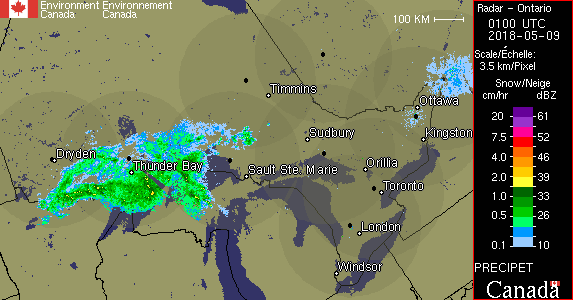 Environment Environnement
Canada Canada
100 KM
Timmins
Ottawa
Sudbury
Kingston
Dryden
Thunder Bay
Sault Ste. Marie
Orillia
Toronto
London
Windsor
Radar - Ontario
0100 UTC
2018-05-09
Scale/Échelle:
3.5 km/Pixel
Snow/Neige
cm/hr dBZ
20 61
7.5 57
5.0 52
4.0 46
2.0 39
1.0 33
0.5 26
0.1 10
PRECIPET
Canada